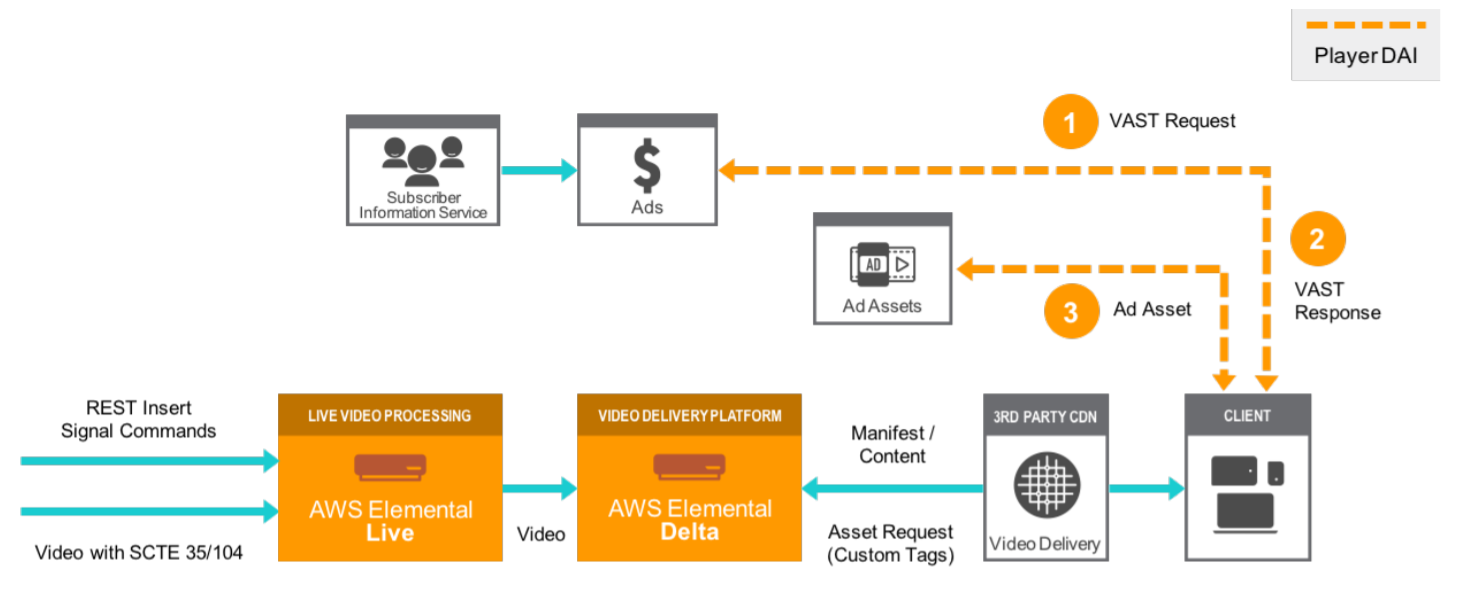 Player DAI
1
VAST Request
Subscriber
Information Service
$
Ads
2
VAST
Response
AD
Ad Assets
3
Ad Asset
REST Insert
Signal Commands
Video with SCTE 35/104
LIVE VIDEO PROCESSING
AWS Elemental
Live
Video
VIDEO DELIVERY PLATFORM
AWS Elemental
Delta
Manifest /
Content
Asset Request
(Custom Tags)
3RD PARTY CDN
Video Delivery
CLIENT